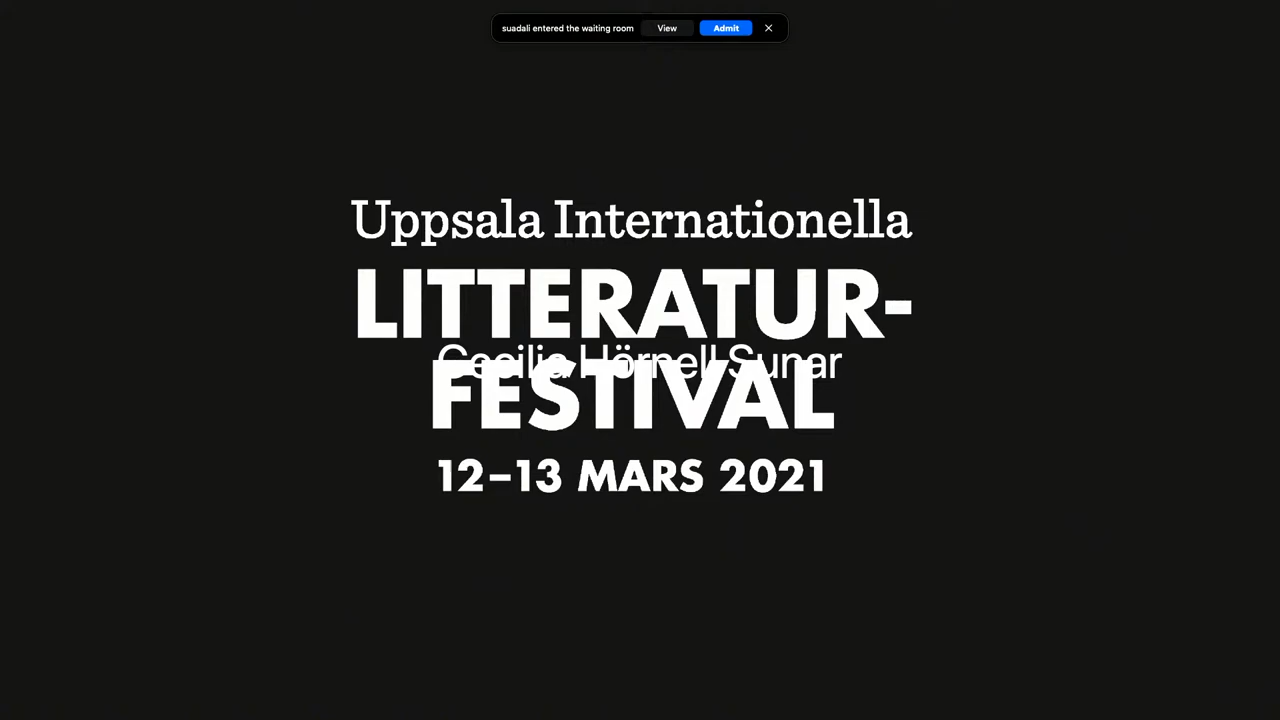 suadali entered the waiting room View Admit
Uppsala Internationella
LITTERATUR-
Cecilia Hörnell Sunar
FESTIVAL
12–13 MARS 2021